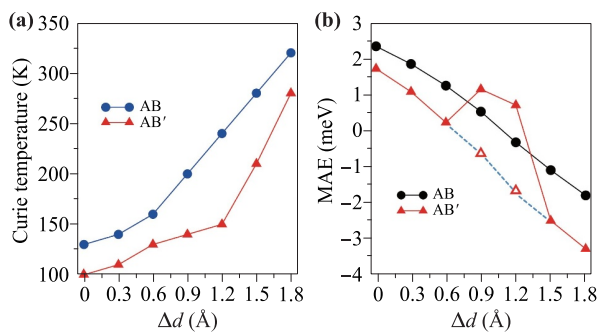 (a)
350
300
250
200
150
100
Curie temperature (K)
AB
AB′
0 0.3 0.6 0.9 1.2 1.5 1.8
Δd (Å)
(b)
3
2
1
0
−1
−2
−3
−4
MAE (meV)
AB
AB′
0 0.3 0.6 0.9 1.2 1.5 1.8
Δd (Å)